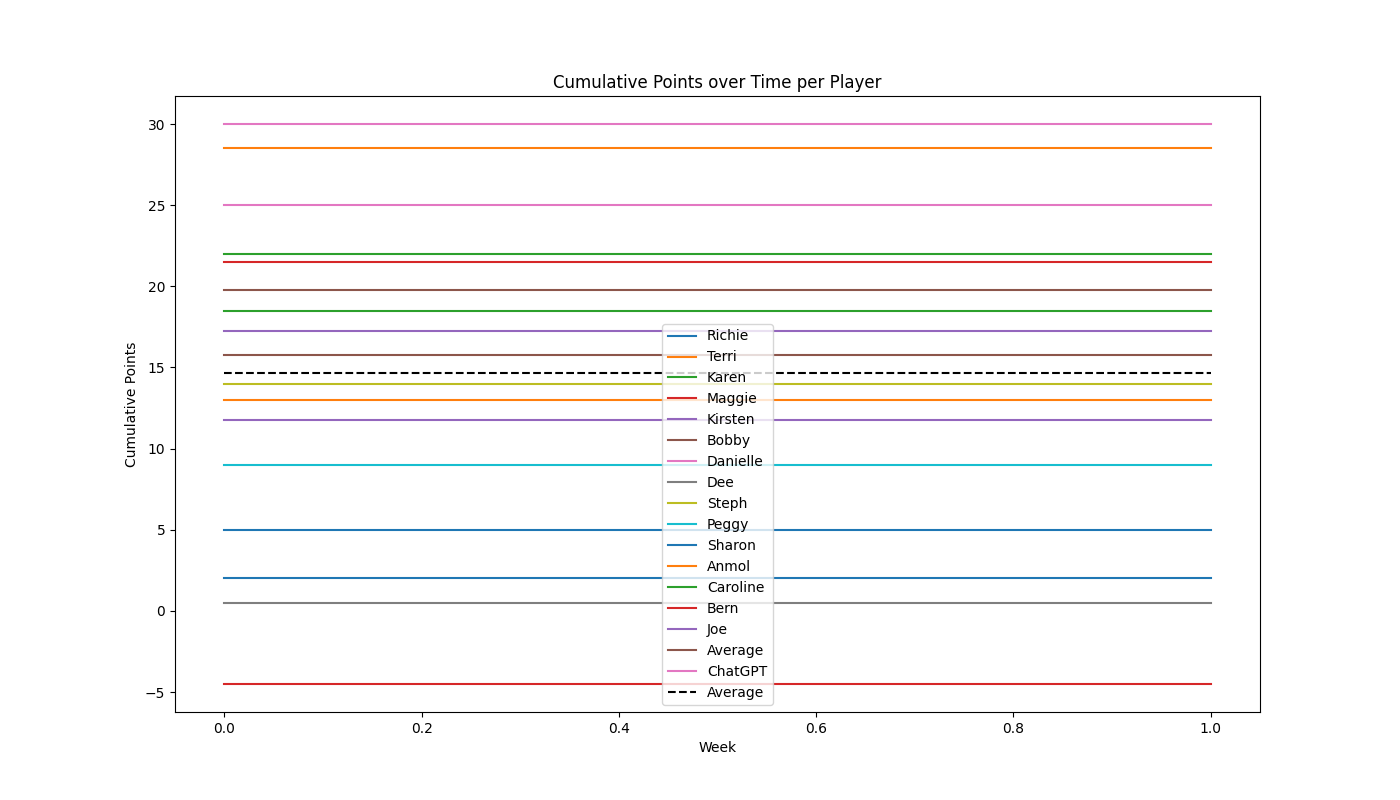 Cumulative Points over Time per Player
Cumulative Points
30
25
20
15
10
5
0
−5
Richie
Terri
Karen
Maggie
Kirsten
Bobby
Danielle
Dee
Steph
Peggy
Sharon
Anmol
Caroline
Bern
Joe
Average
ChatGPT
Average
0.0 0.2 0.4 0.6 0.8 1.0
Week